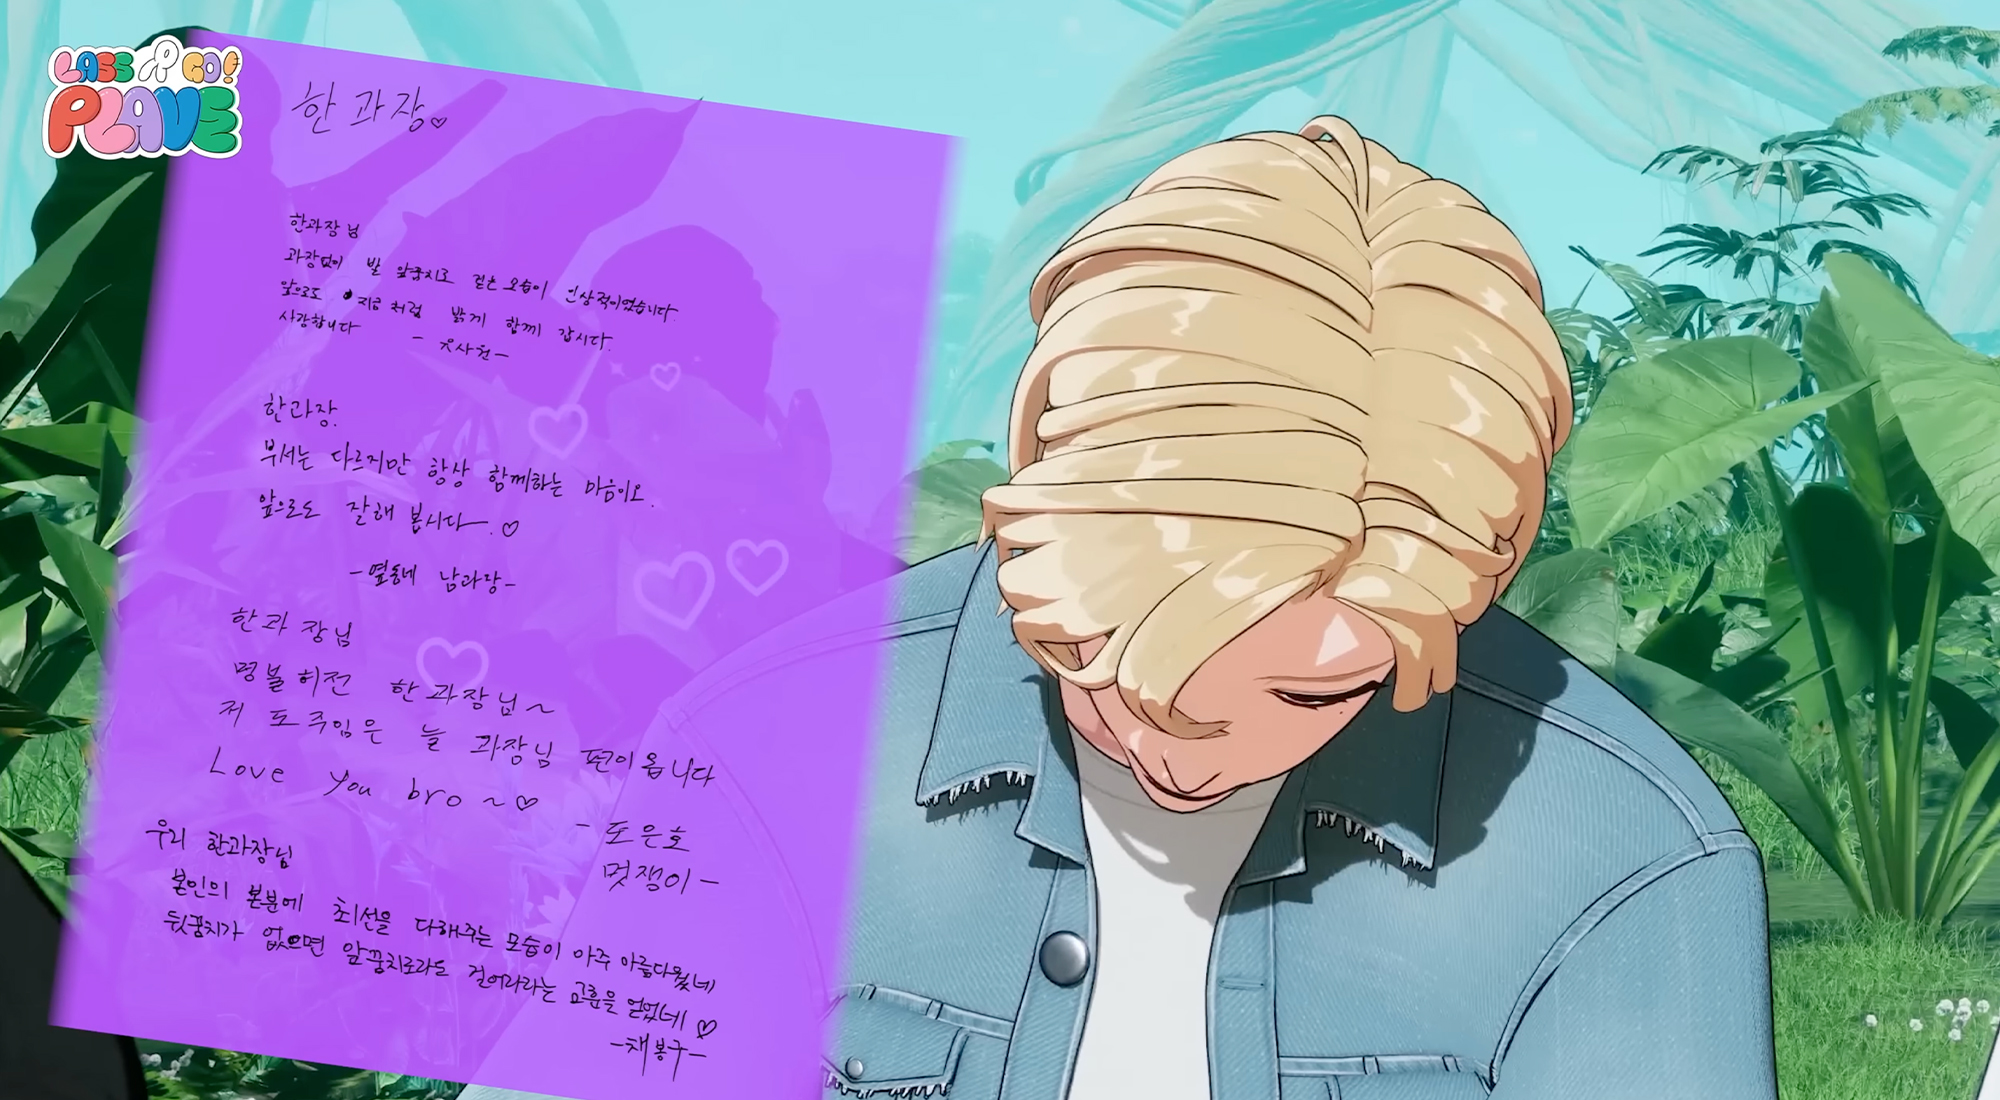 LASS GO!
PLAVE
한 과장♡
한과장님
과장없이 발 앞꿈치로 걷는 모습이 인상적이었습니다.
앞으로도 지금처럼 밝게 함께 갑시다.
사랑합니다
한과장.
부서는 다르지만 항상 함께하는 마음이오.
앞으로도 잘해 봅시다. ♡
-옆동네 남과장-
한과장님
명불허전 한과장님~
저 도주임은 늘 과장님 편이옵니다
Love you bro ~♡
- 도은호
멋쟁이 -
우리 한과장님
본인의 본분에 최선을 다해주는 모습이 아주 아름다웠네
뒷꿈치가 없으면 앞꿈치로라도 걸어라라는 교훈을 얻었네 ♡
-채봉구-